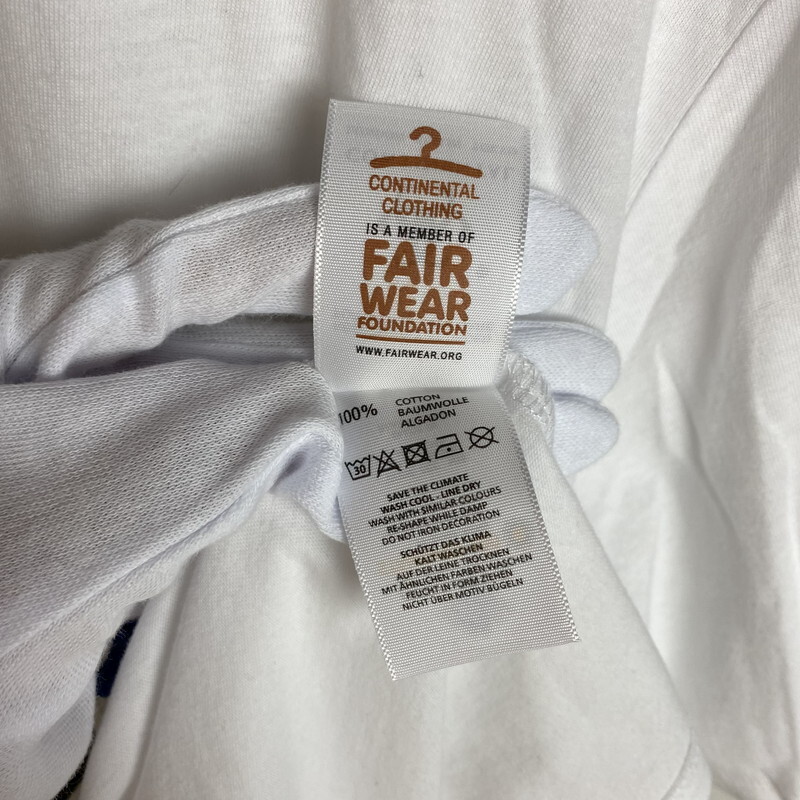 CONTINENTAL
CLOTHING
IS A MEMBER OF
FAIR
WEAR
FOUNDATION
WWW.FAIRWEAR.ORG
100% COTTON
BAUMWOLLE
ALGADON
30
SAVE THE CLIMATE
WASH COOL - LINE DRY
WASH WITH SIMILAR COLOURS
RE-SHAPE WHILE DAMP
DO NOT IRON DECORATION
SCHÜTZT DAS KLIMA
KALT WASCHEN
AUF DER LEINE TROCKNEN
MIT ÄHNLICHEN FARBEN WASCHEN
FEUCHT IN FORM ZIEHEN
NICHT ÜBER MOTIV BÜGELN